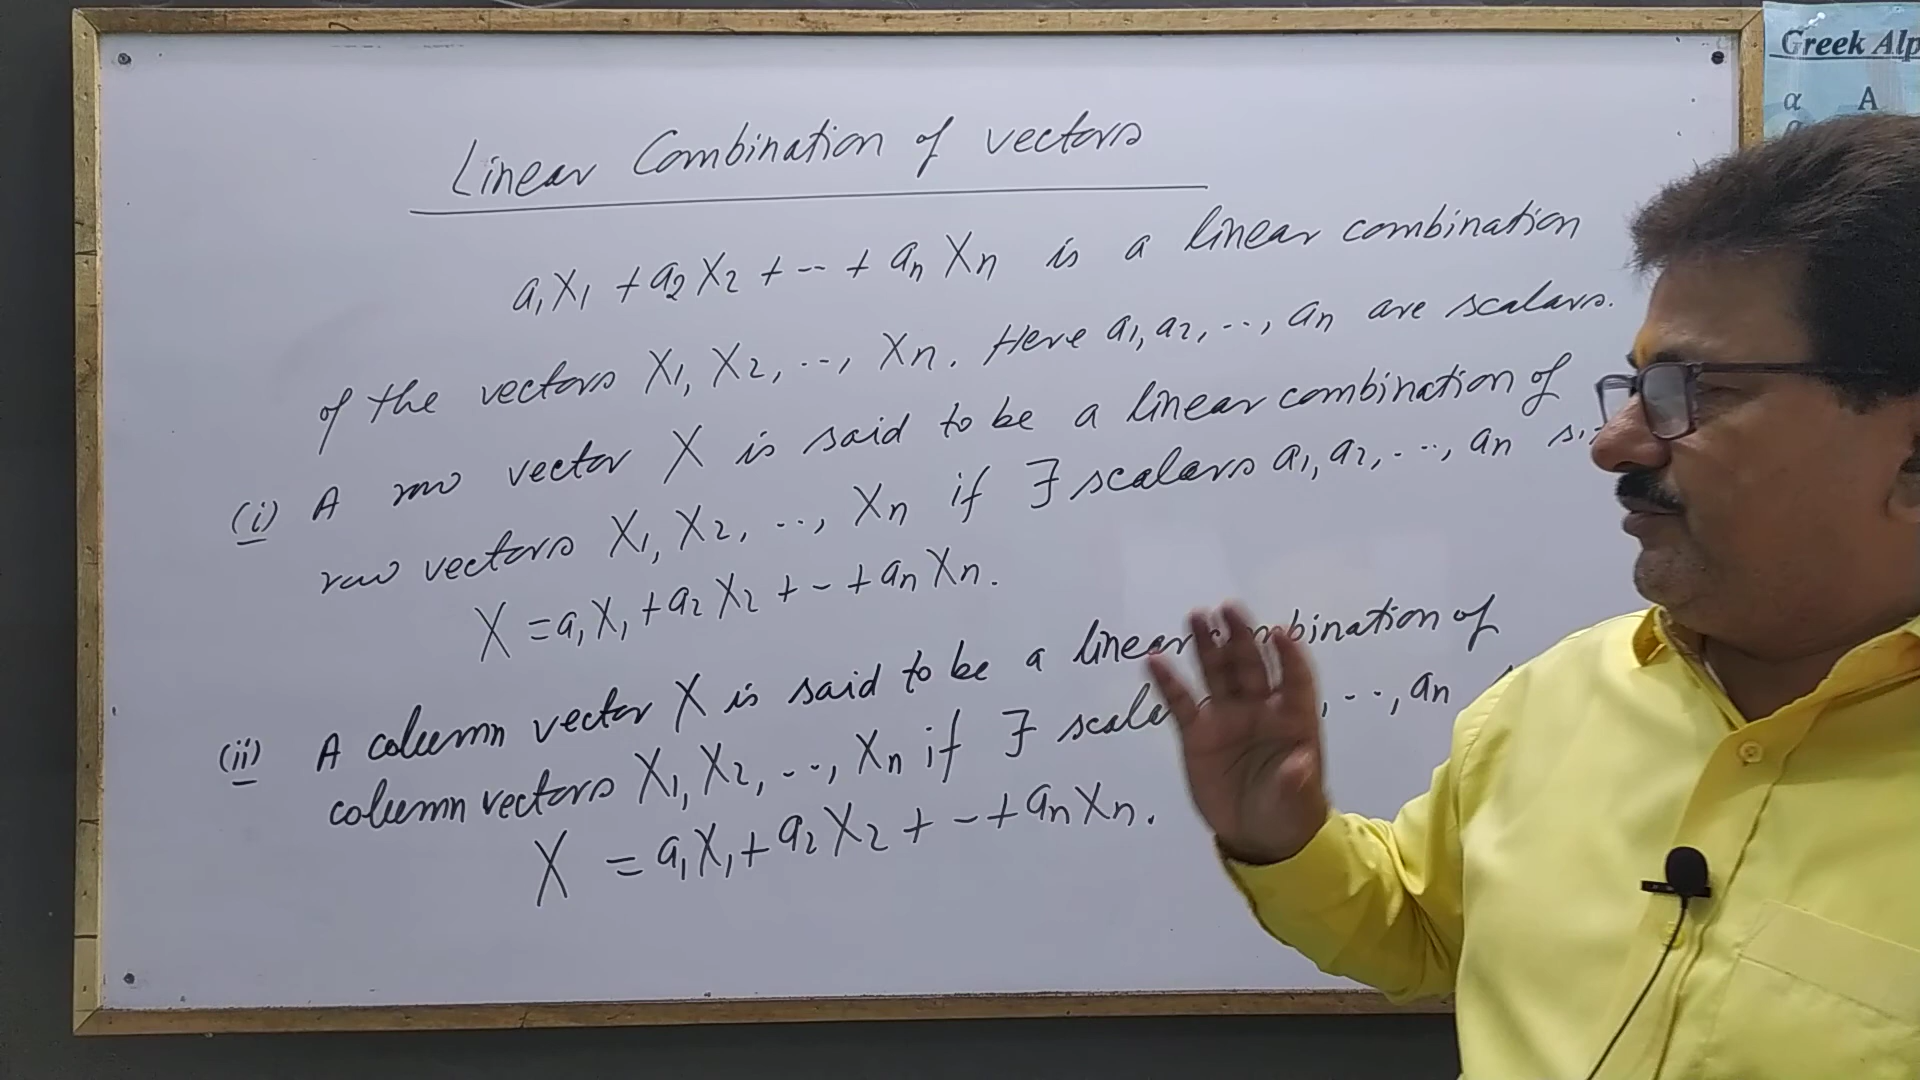 Linear Combination of vectors
a₁X₁ + a₂X₂ + -- + aₙXₙ is a linear combination
of the vectors X₁, X₂, ..., Xₙ. Here a₁, a₂, .., aₙ are scalars.
(i) A row vector X is said to be a linear combination of
row vectors X₁, X₂, ..., Xₙ if ∃ scalars a₁, a₂, ..., aₙ
X = a₁X₁ + a₂X₂ + - + aₙXₙ.
(ii) A column vector X is said to be a linear combination of
column vectors X₁, X₂, ..., Xₙ if ∃ , .., aₙ
X = a₁X₁ + a₂X₂ + - + aₙXₙ.
Greek
α A